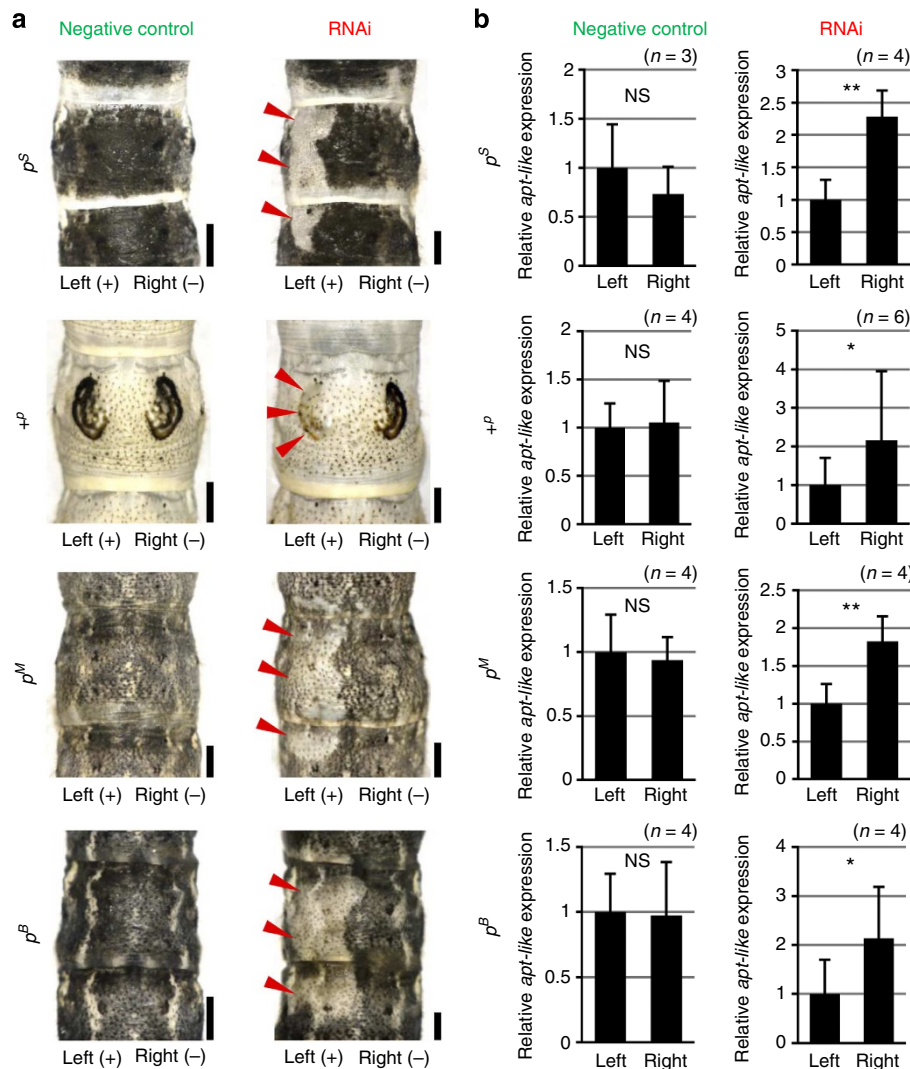 a
Negative control RNAi
p^S
Left (+) Right (–)
Left (+) Right (–)
+^p
Left (+) Right (–)
Left (+) Right (–)
p^M
Left (+) Right (–)
Left (+) Right (–)
p^B
Left (+) Right (–)
Left (+) Right (–)
b
Negative control RNAi
p^S
Relative apt-like expression
(n = 3)
NS
2
1.5
1
0.5
0
Left Right
Relative apt-like expression
(n = 4)
**
3
2.5
2
1.5
1
0.5
0
Left Right
+^p
Relative apt-like expression
(n = 4)
NS
2
1.5
1
0.5
0
Left Right
Relative apt-like expression
(n = 6)
*
5
4
3
2
1
0
Left Right
p^M
Relative apt-like expression
(n = 4)
NS
1.5
1
0.5
0
Left Right
Relative apt-like expression
(n = 4)
**
2.5
2
1.5
1
0.5
0
Left Right
p^B
Relative apt-like expression
(n = 4)
NS
1.5
1
0.5
0
Left Right
Relative apt-like expression
(n = 4)
*
4
3
2
1
0
Left Right